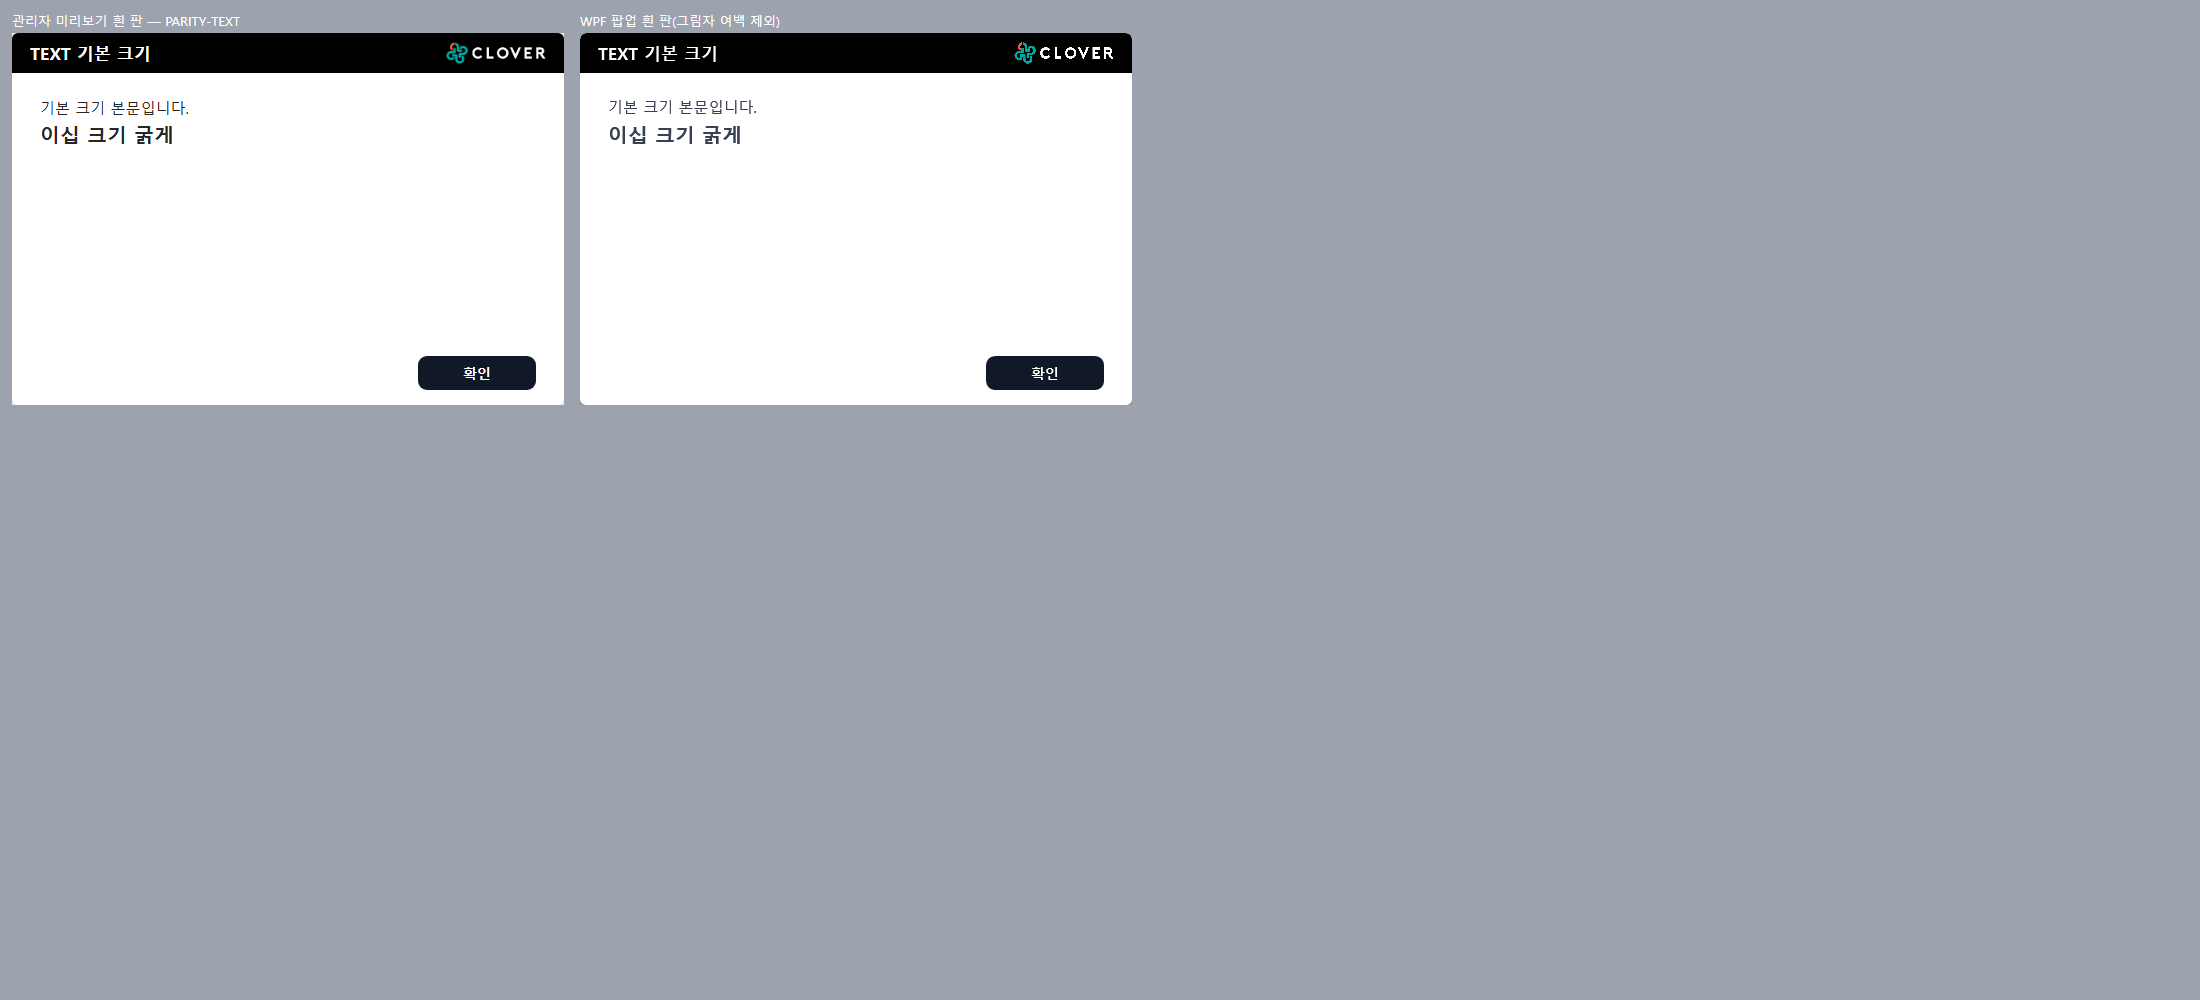 관리자 미리보기 흰 판 — PARITY-TEXT
TEXT 기본 크기
CLOVER
기본 크기 본문입니다.
이십 크기 굵게
확인
WPF 팝업 흰 판(그림자 여백 제외)
TEXT 기본 크기
CLOVER
기본 크기 본문입니다.
이십 크기 굵게
확인